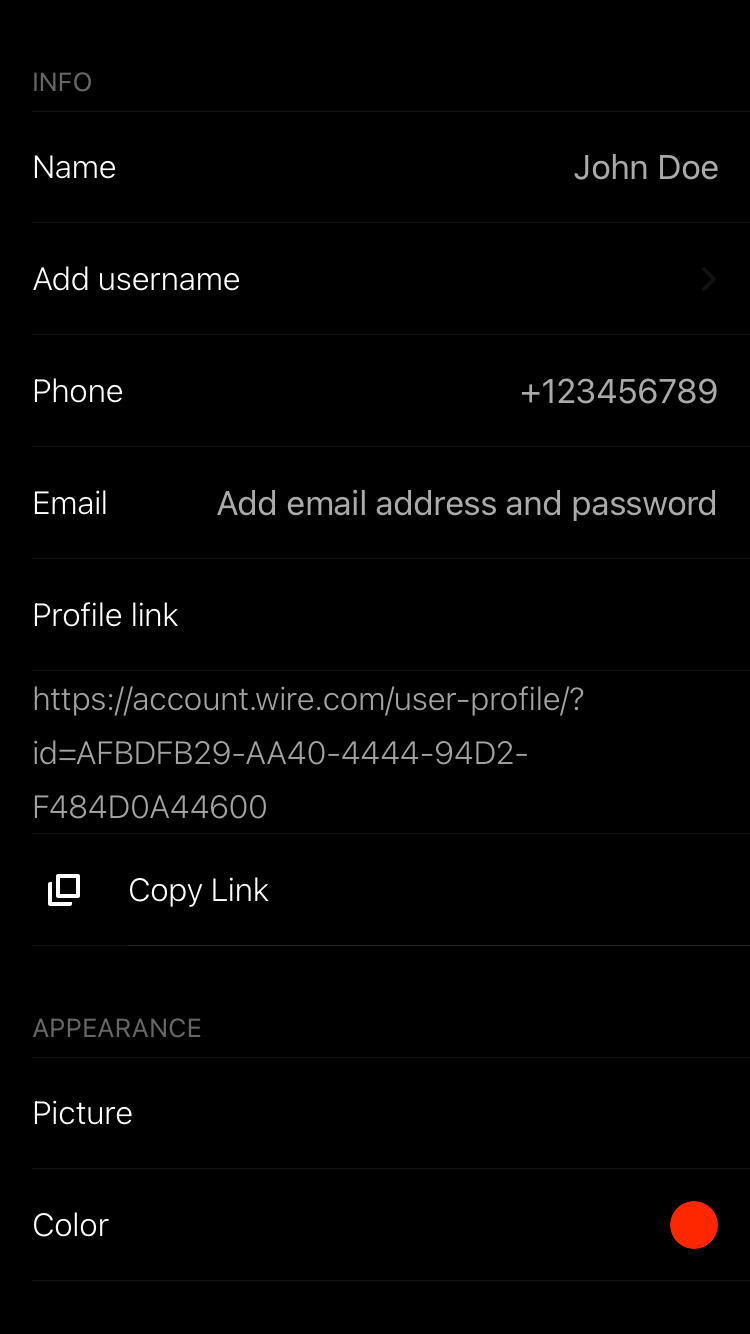 INFO
Name John Doe
Add username
Phone +123456789
Email Add email address and password
Profile link
https://account.wire.com/user-profile/?
id=AFBDFB29-AA40-4444-94D2-
F484D0A44600
Copy Link
APPEARANCE
Picture
Color